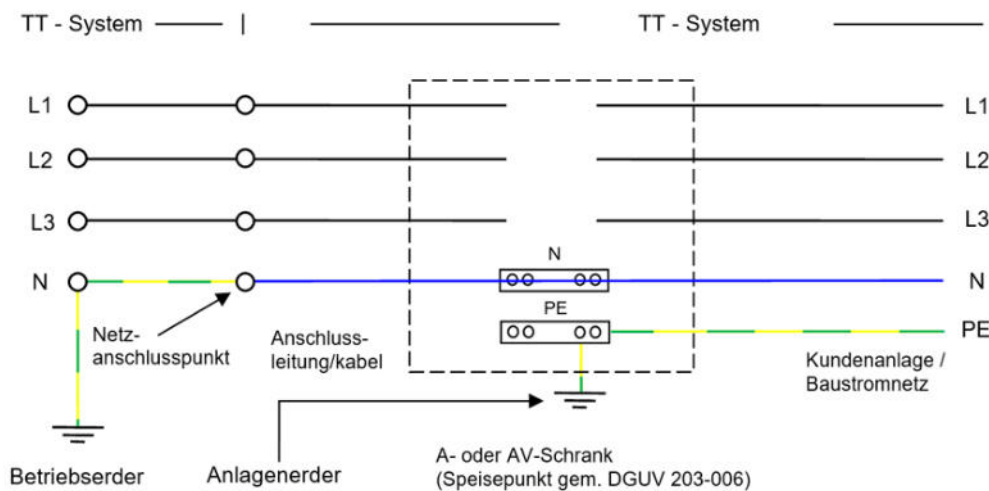 TT - System
TT - System
L1
L1
L2
L2
L3
L3
N
N
N
PE
PE
Netz-
anschlusspunkt
Anschluss-
leitung/kabel
Kundenanlage /
Baustromnetz
Betriebserder
Anlagenerder
A- oder AV-Schrank
(Speisepunkt gem. DGUV 203-006)